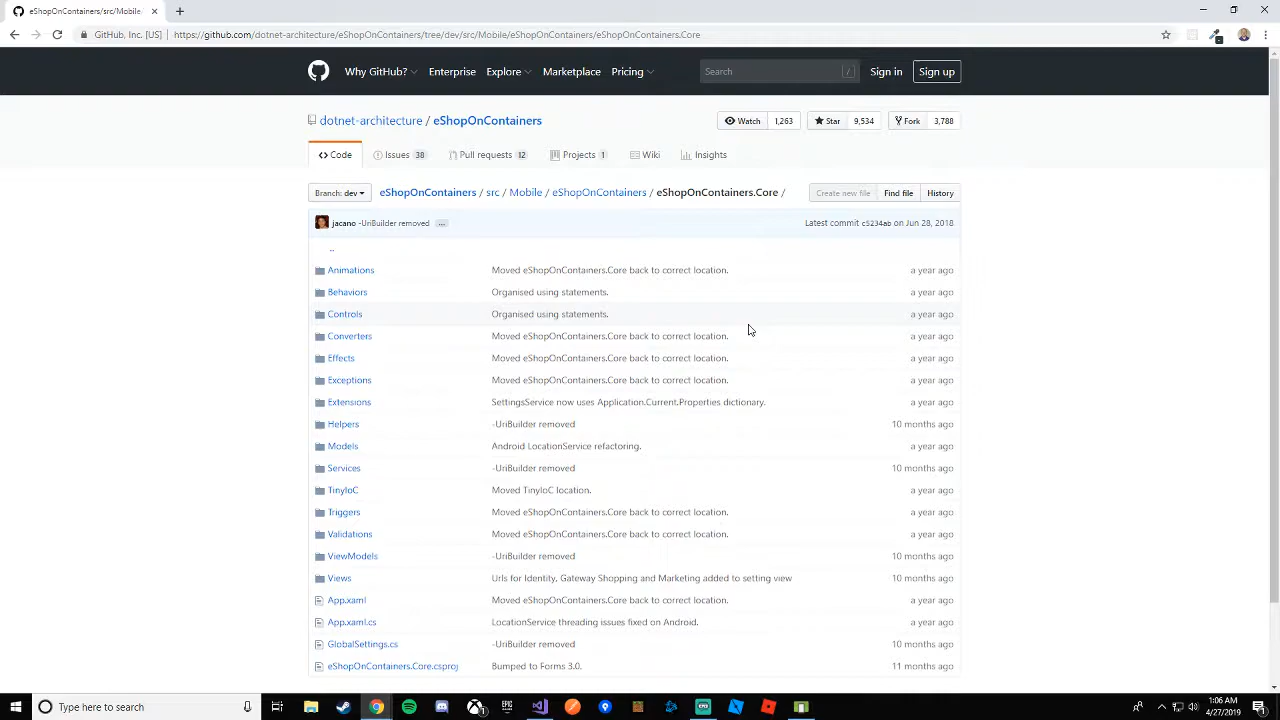 eShopOnContainers/src/Mobile
GitHub, Inc. [US] | https://github.com/dotnet-architecture/eShopOnContainers/tree/dev/src/Mobile/eShopOnContainers/eShopOnContainers.Core
Why GitHub? Enterprise Explore Marketplace Pricing Search / Sign in Sign up
dotnet-architecture / eShopOnContainers Watch 1,263 Star 9,534 Fork 3,788
Code Issues 38 Pull requests 12 Projects 1 Wiki Insights
Branch: dev eShopOnContainers / src / Mobile / eShopOnContainers / eShopOnContainers.Core / Create new file Find file History
jacano -UriBuilder removed ... Latest commit c5234ab on Jun 28, 2018
..
Animations Moved eShopOnContainers.Core back to correct location. a year ago
Behaviors Organised using statements. a year ago
Controls Organised using statements. a year ago
Converters Moved eShopOnContainers.Core back to correct location. a year ago
Effects Moved eShopOnContainers.Core back to correct location. a year ago
Exceptions Moved eShopOnContainers.Core back to correct location. a year ago
Extensions SettingsService now uses Application.Current.Properties dictionary. a year ago
Helpers -UriBuilder removed 10 months ago
Models Android LocationService refactoring. a year ago
Services -UriBuilder removed 10 months ago
TinyIoC Moved TinyIoC location. a year ago
Triggers Moved eShopOnContainers.Core back to correct location. a year ago
Validations Moved eShopOnContainers.Core back to correct location. a year ago
ViewModels -UriBuilder removed 10 months ago
Views Urls for Identity, Gateway Shopping and Marketing added to setting view 10 months ago
App.xaml Moved eShopOnContainers.Core back to correct location. a year ago
App.xaml.cs LocationService threading issues fixed on Android. a year ago
GlobalSettings.cs -UriBuilder removed 10 months ago
eShopOnContainers.Core.csproj Bumped to Forms 3.0. 11 months ago
Type here to search
EPIC
1:06 AM
4/27/2019